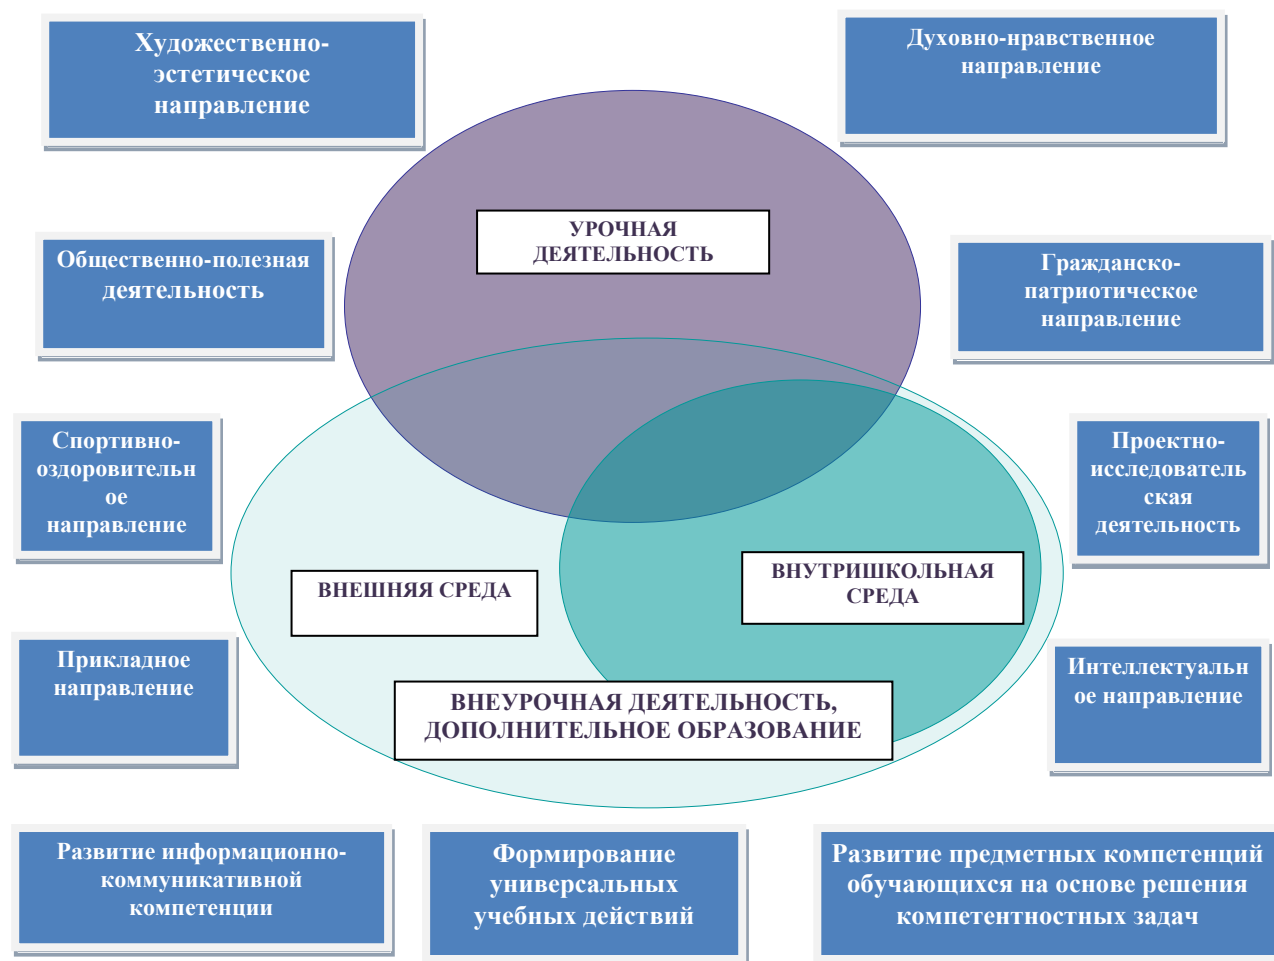 Художественно-
эстетическое
направление
Духовно-нравственное
направление
УРОЧНАЯ
ДЕЯТЕЛЬНОСТЬ
Общественно-полезная
деятельность
Гражданско-
патриотическое
направление
Спортивно-
оздоровительн
ое
направление
Проектно-
исследователь
ская
деятельность
ВНЕШНЯЯ СРЕДА
ВНУТРИШКОЛЬНАЯ
СРЕДА
Прикладное
направление
Интеллектуальн
ое направление
ВНЕУРОЧНАЯ ДЕЯТЕЛЬНОСТЬ,
ДОПОЛНИТЕЛЬНОЕ ОБРАЗОВАНИЕ
Развитие информационно-
коммуникативной
компетенции
Формирование
универсальных
учебных действий
Развитие предметных компетенций
обучающихся на основе решения
компетентностных задач